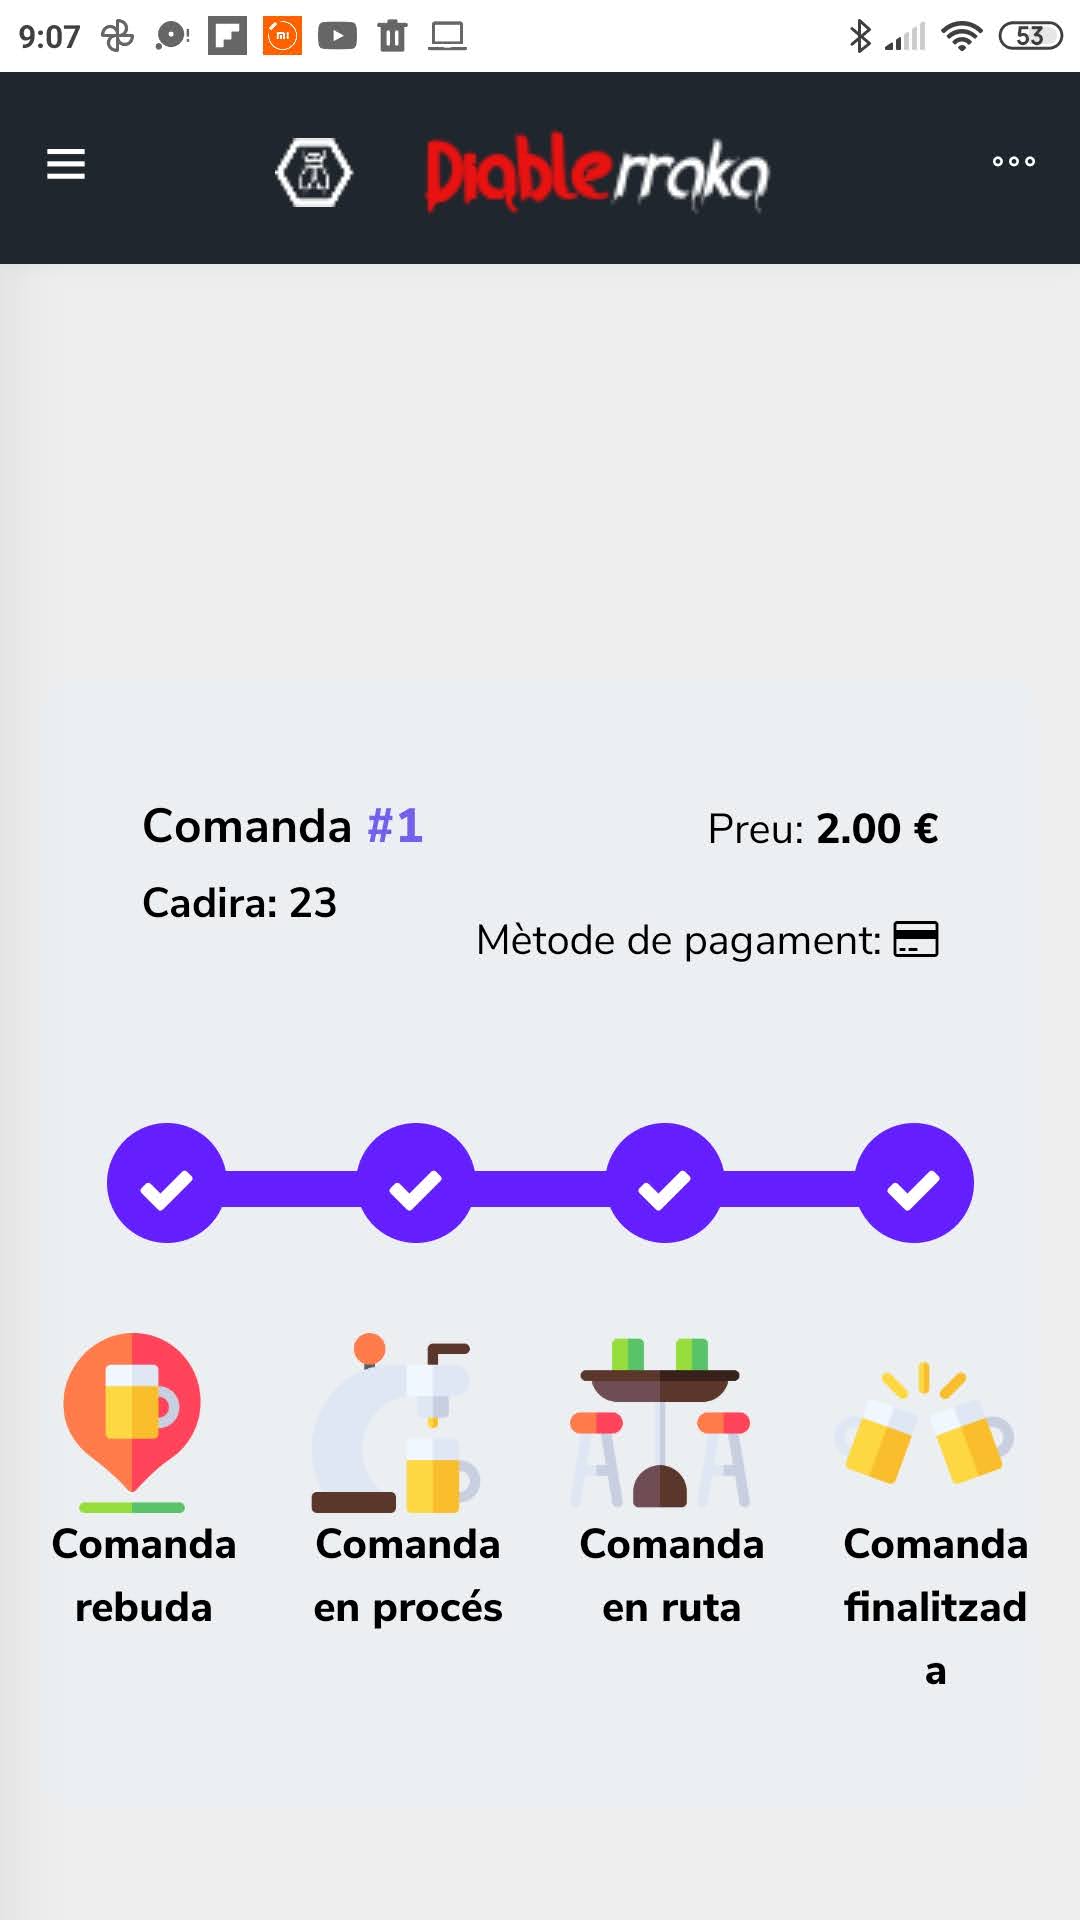 9:07
53
Diablerraka
Comanda #1
Preu: 2.00 €
Cadira: 23
Mètode de pagament:
Comanda
rebuda
Comanda
en procés
Comanda
en ruta
Comanda
finalitzad
a